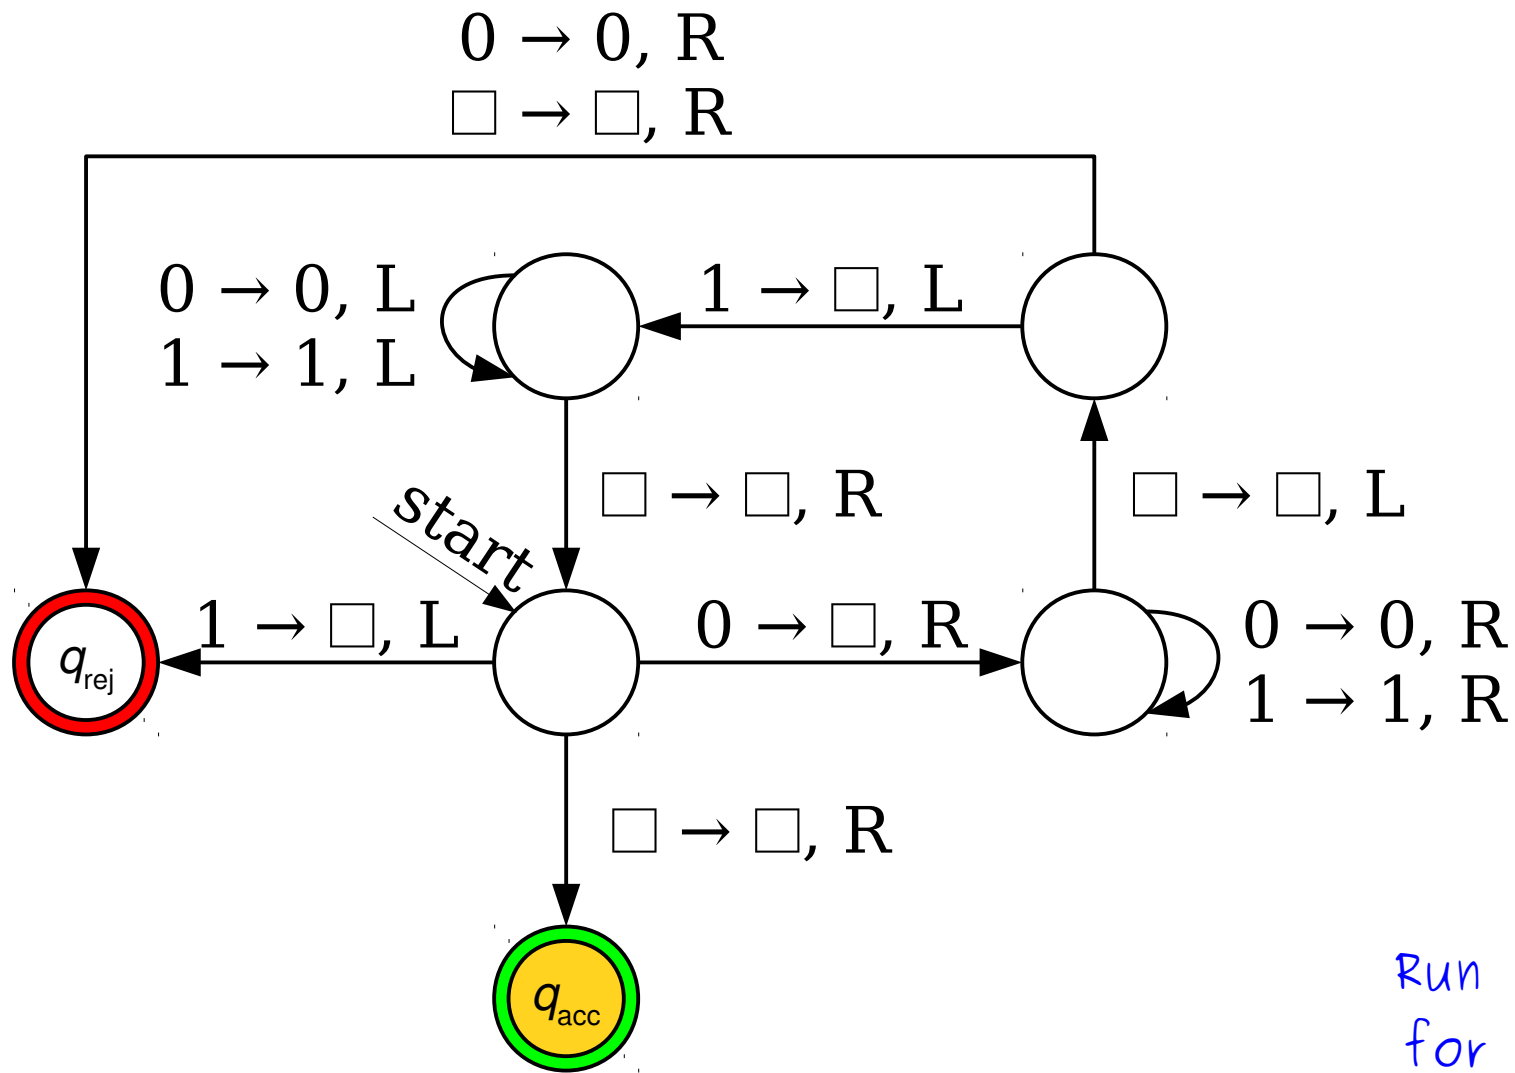 0 → 0, R
□ → □, R
0 → 0, L
1 → 1, L
1 → □, L
□ → □, R
□ → □, L
start
1 → □, L
0 → □, R
0 → 0, R
1 → 1, R
qrej
□ → □, R
qacc
Run
for